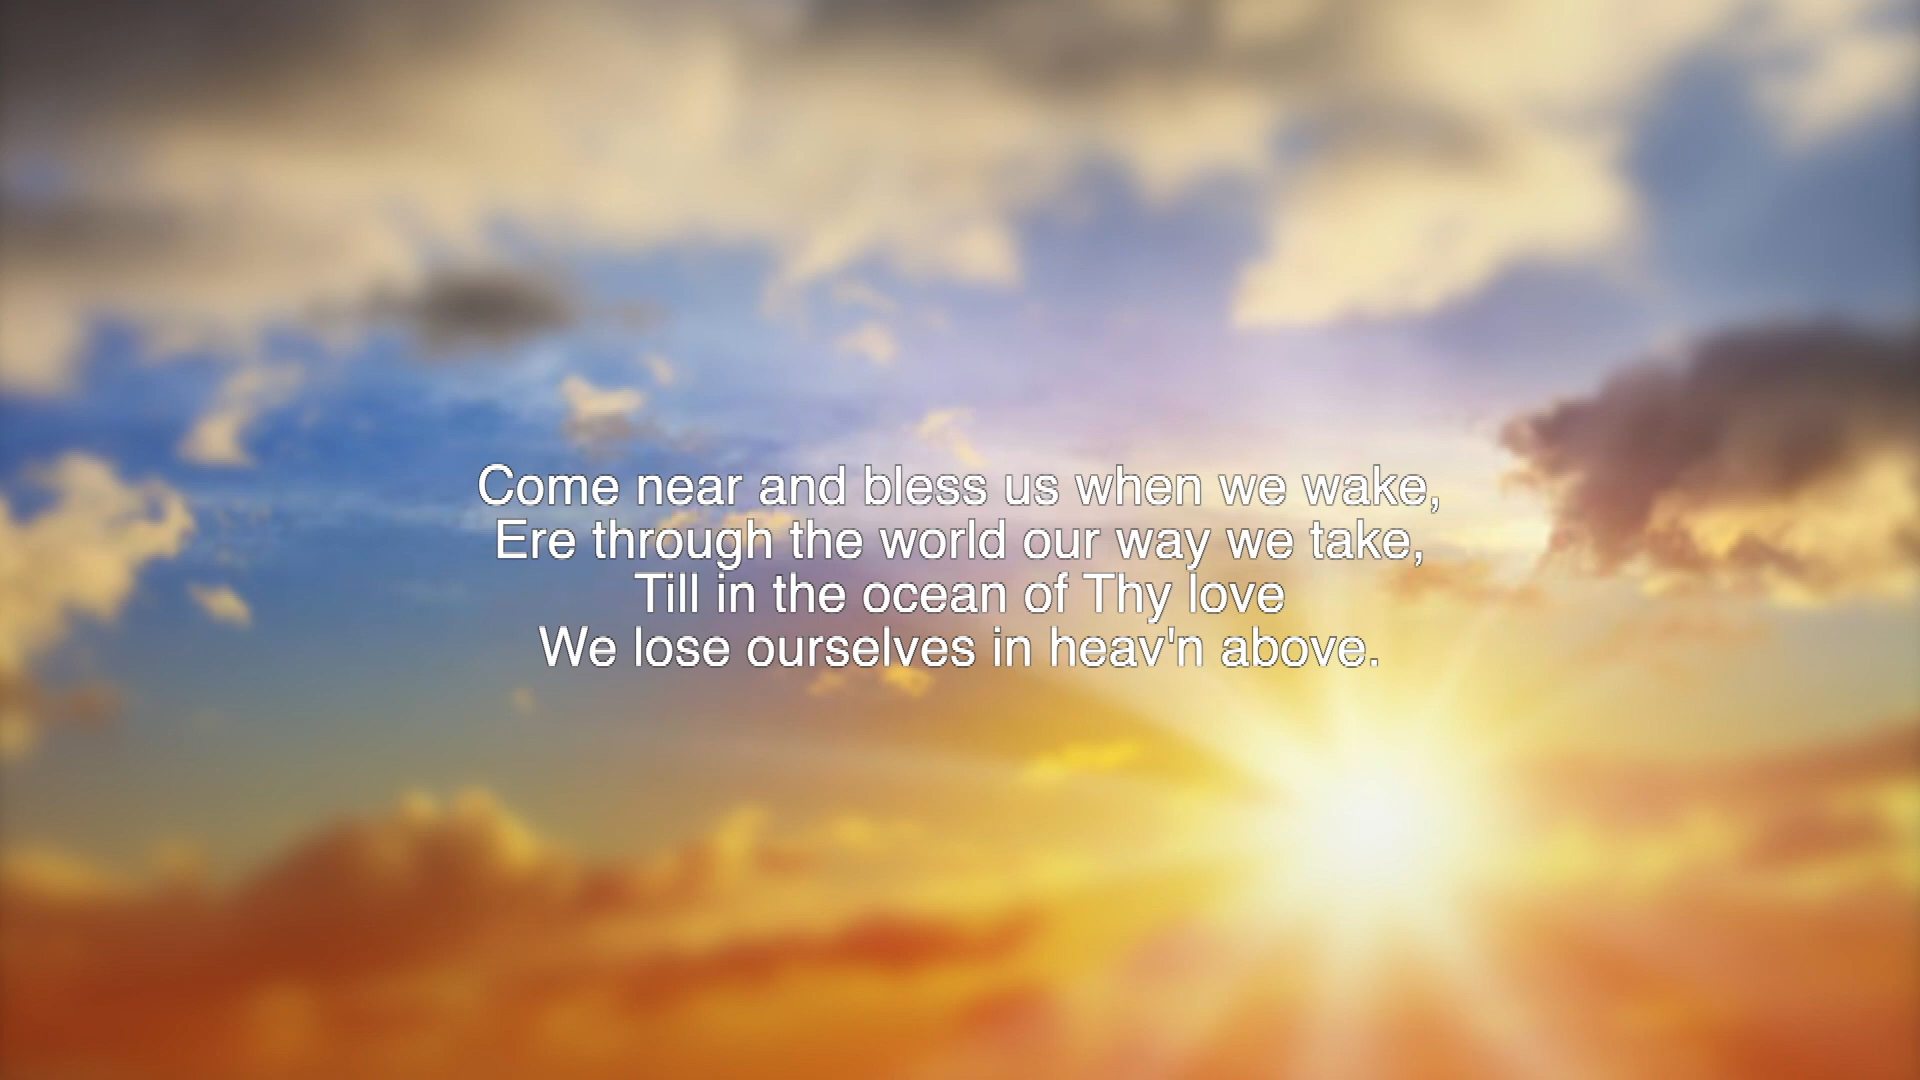 Come near and bless us when we wake,
Ere through the world our way we take,
Till in the ocean of Thy love
We lose ourselves in heav'n above.